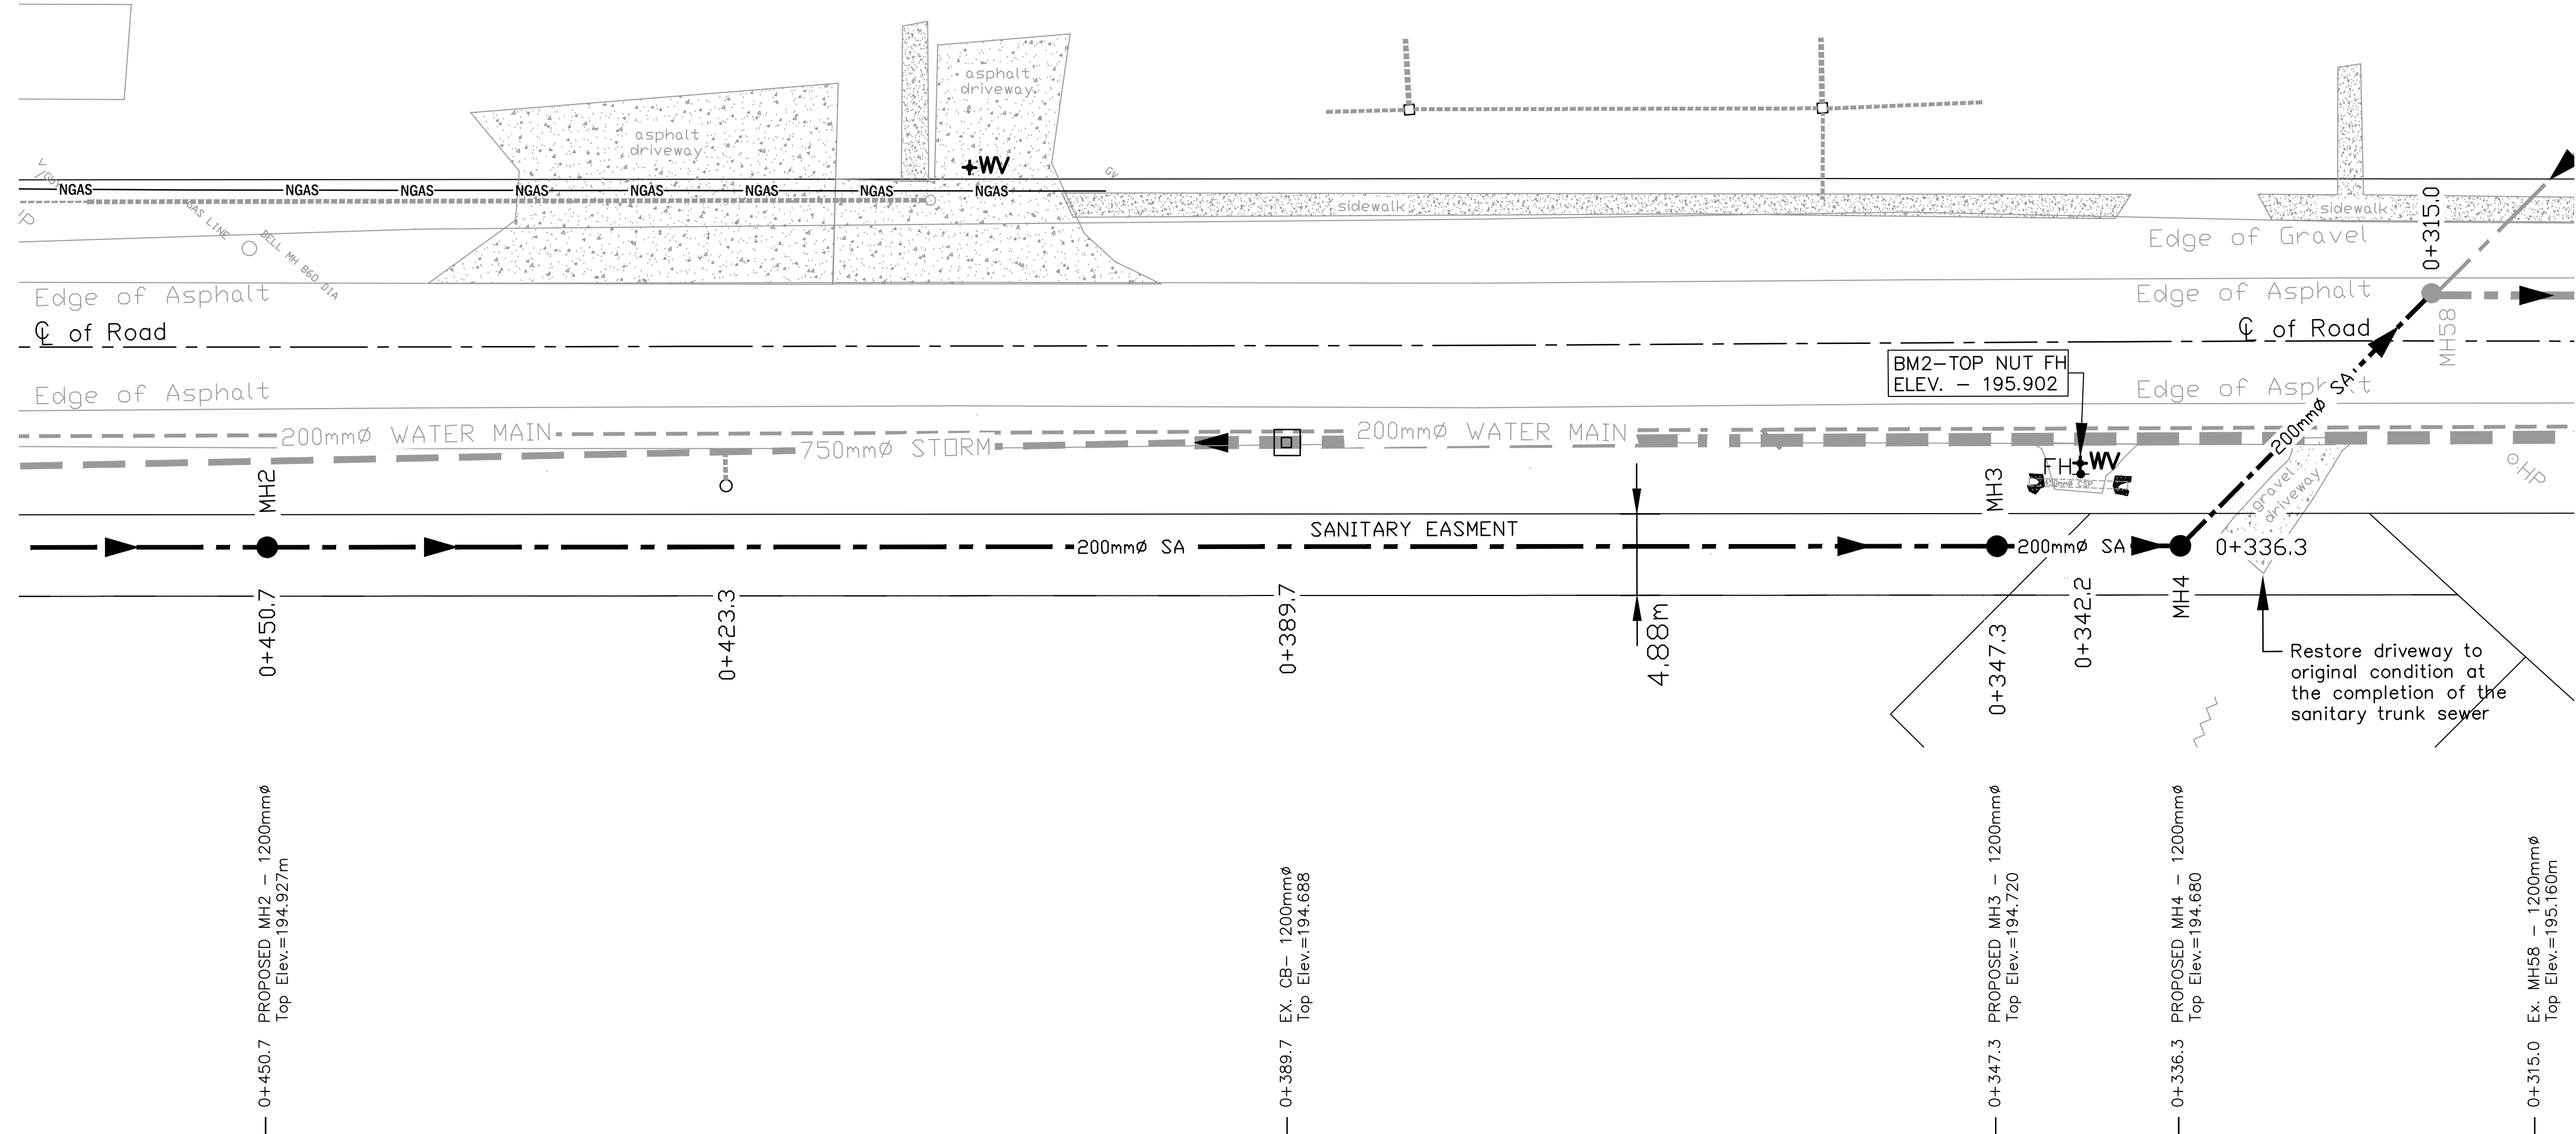 asphalt
driveway
asphalt
driveway
WV
GV
NGAS NGAS NGAS NGAS NGAS NGAS NGAS NGAS
sidewalk
sidewalk
0+315.0
HP
GAS LINE
BELL MH 860 DIA
Edge of Gravel
Edge of Asphalt
Edge of Asphalt
℄ of Road
℄ of Road
MH58
BM2-TOP NUT FH
ELEV. - 195.902
Edge of Asphalt
Edge of Asphalt
200mmø SA
200mmø WATER MAIN
750mmø STORM
200mmø WATER MAIN
FH
WV
gravel
driveway
HP
MH2
MH3
SANITARY EASMENT
200mmø SA
200mmø SA
0+336.3
MH4
0+450.7
0+423.3
0+389.7
4.88m
0+347.3
0+342.2
Restore driveway to
original condition at
the completion of the
sanitary trunk sewer
0+450.7 PROPOSED MH2 - 1200mmø
Top Elev.=194.927m
0+389.7 EX. CB- 1200mmø
Top Elev.=194.688
0+347.3 PROPOSED MH3 - 1200mmø
Top Elev.=194.720
0+336.3 PROPOSED MH4 - 1200mmø
Top Elev.=194.680
0+315.0 Ex. MH58 - 1200mmø
Top Elev.=195.160m